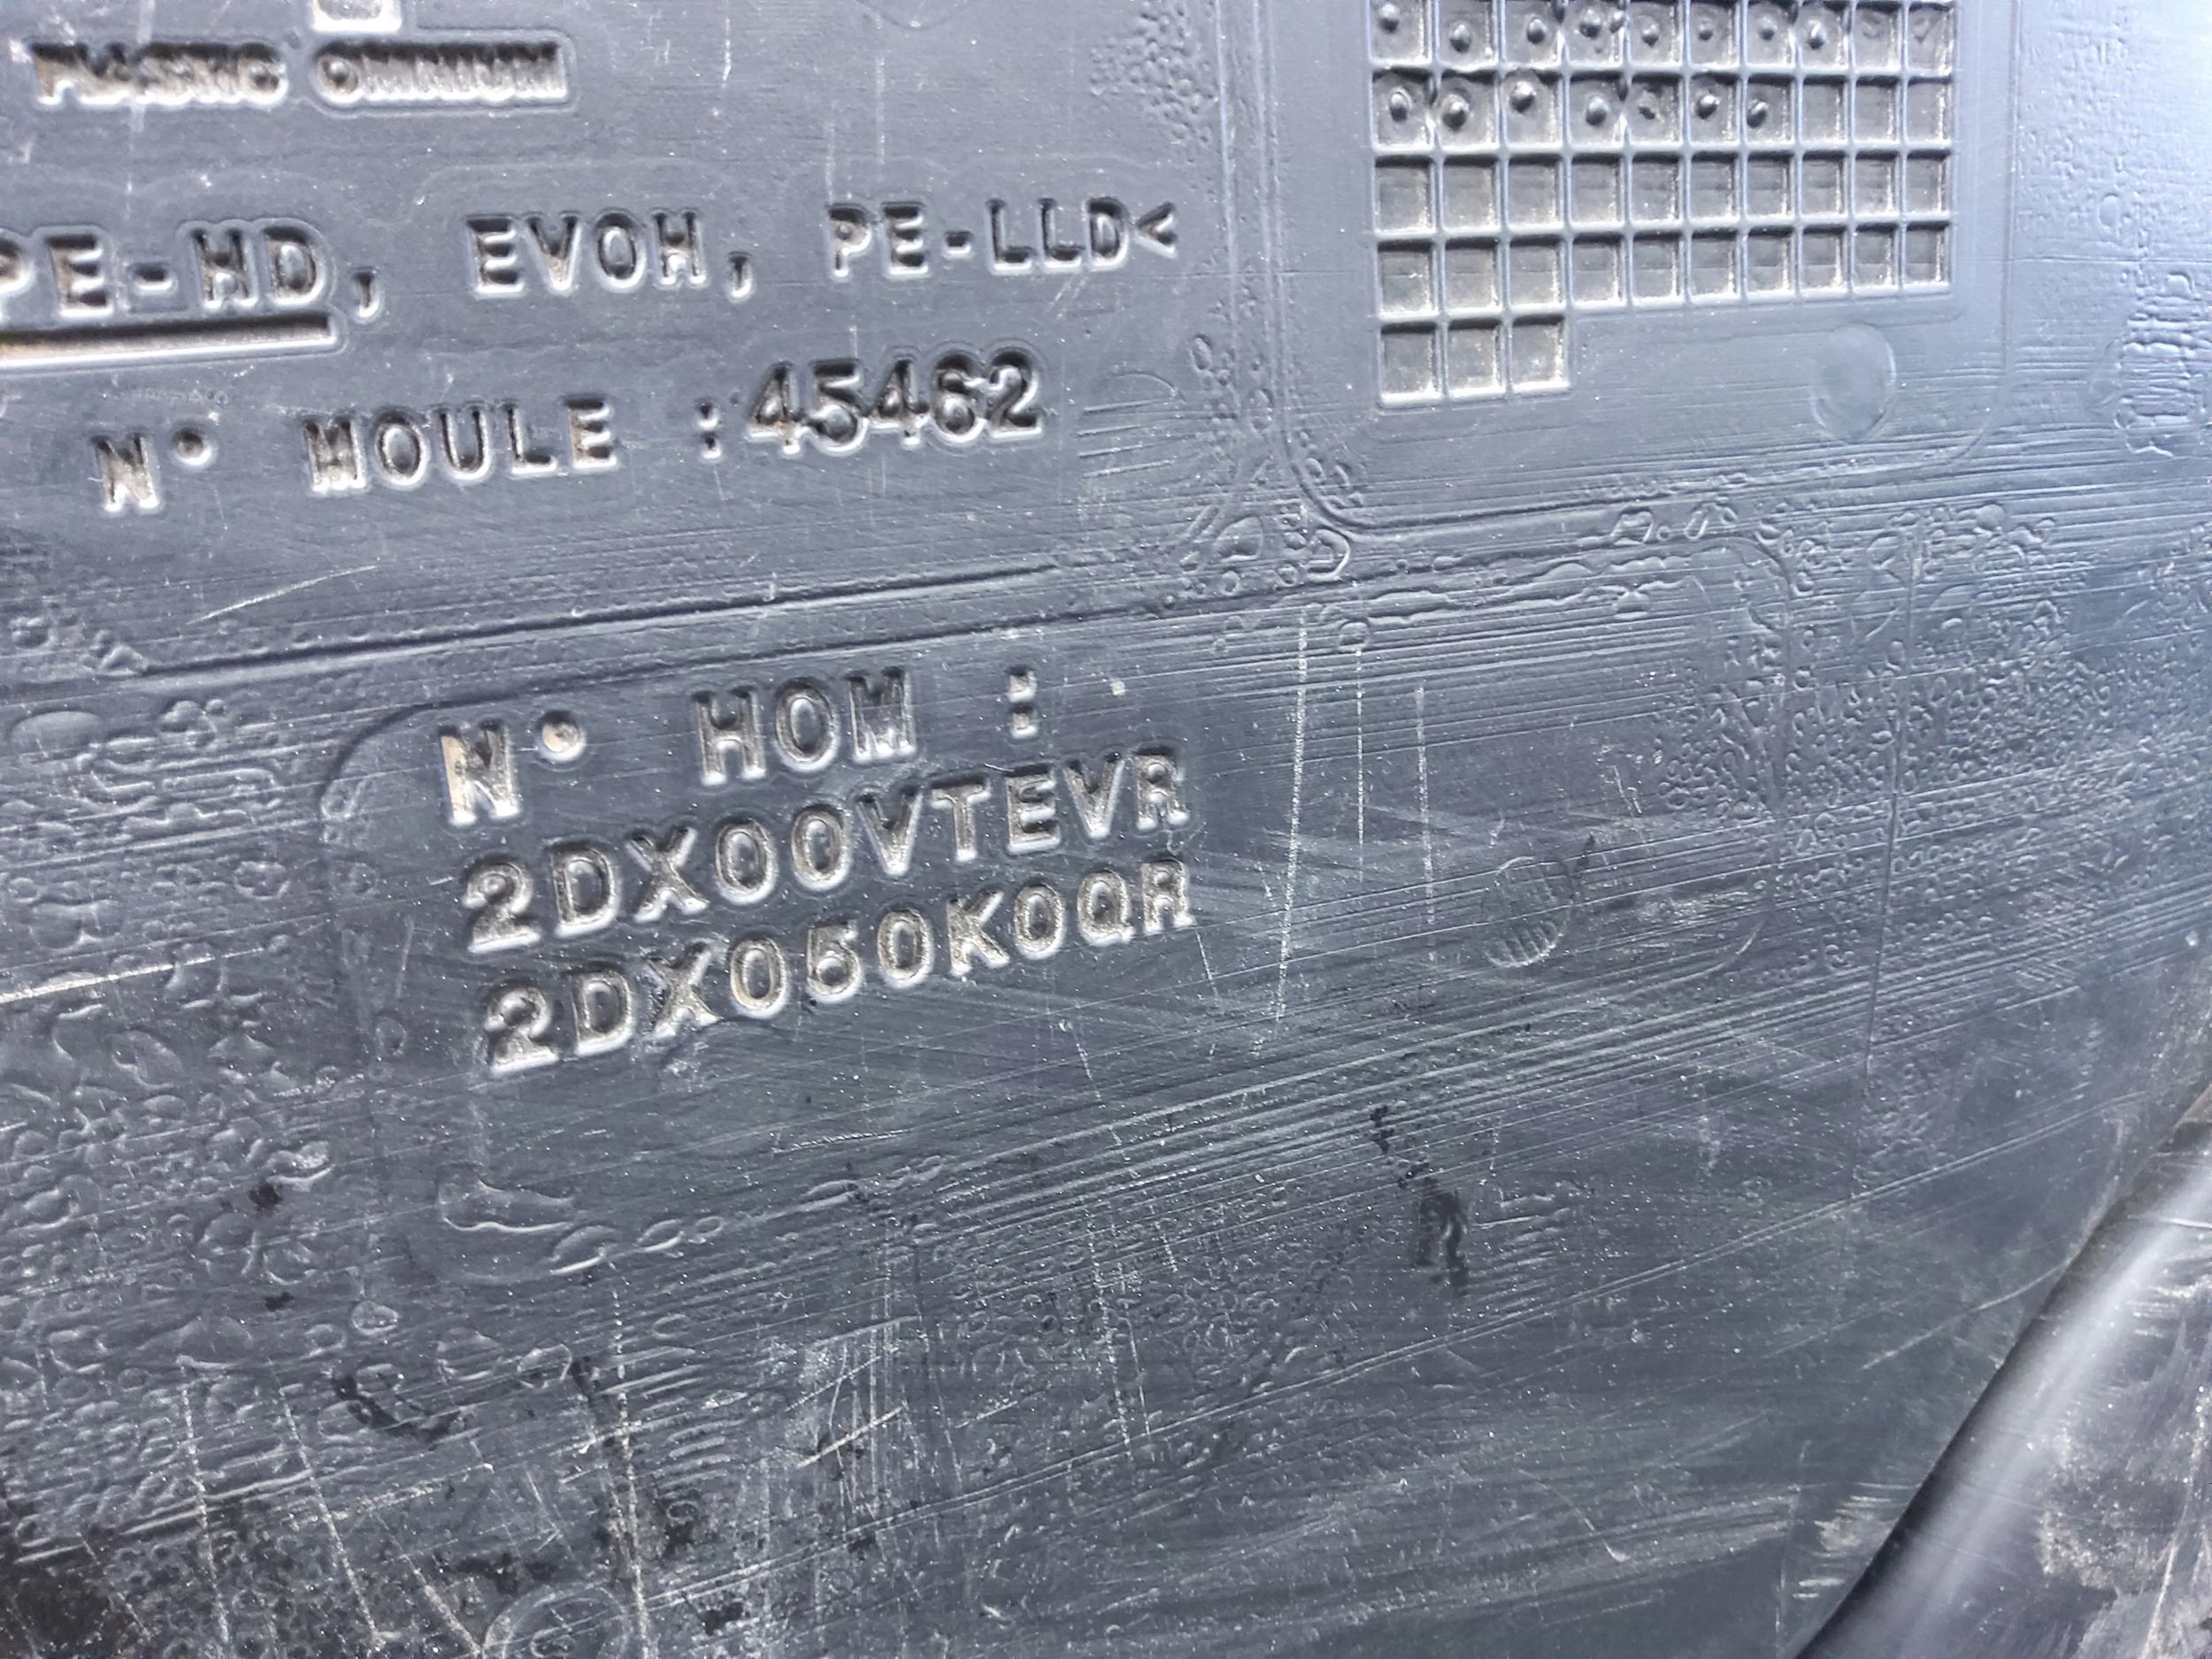 PLASTIC OMNIUM
PE-HD, EVOH, PE-LLD<
N° MOULE :45462
N° HOM :
2DX00VTEVR
2DX050K0QR